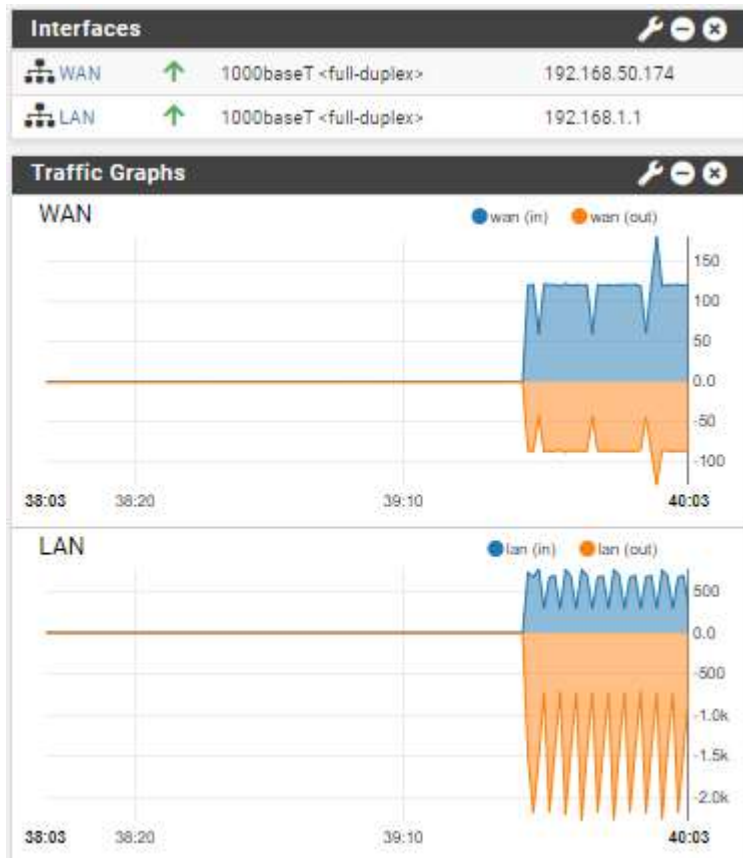 Interfaces
WAN 1000baseT <full-duplex> 192.168.50.174
LAN 1000baseT <full-duplex> 192.168.1.1
Traffic Graphs
WAN wan (in) wan (out)
150
100
50
0.0
-50
-100
38:03 38:20 39:10 40:03
LAN lan (in) lan (out)
500
0.0
-500
-1.0k
-1.5k
-2.0k
38:03 38:20 39:10 40:03